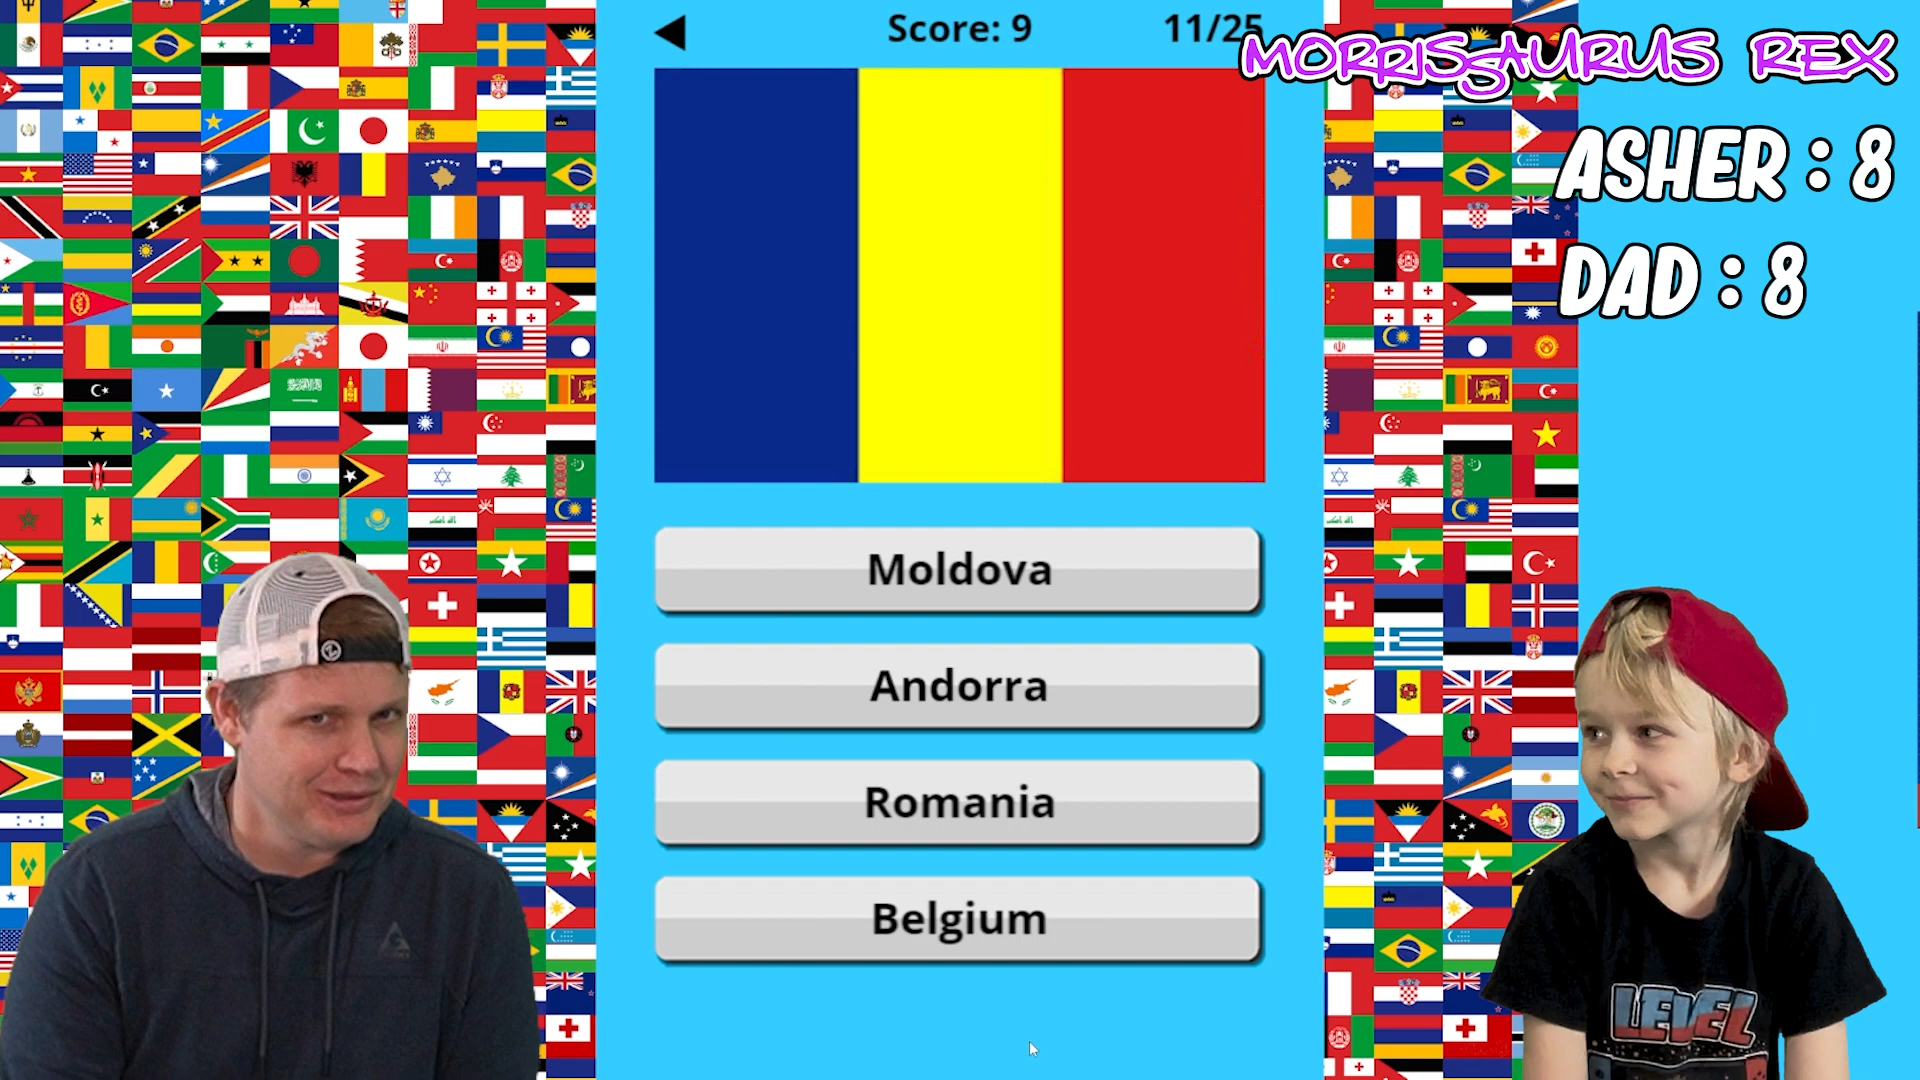 Score: 9
11/25
MORRISSAURUS REX
ASHER : 8
DAD : 8
Moldova
Andorra
Romania
Belgium
LEVEL